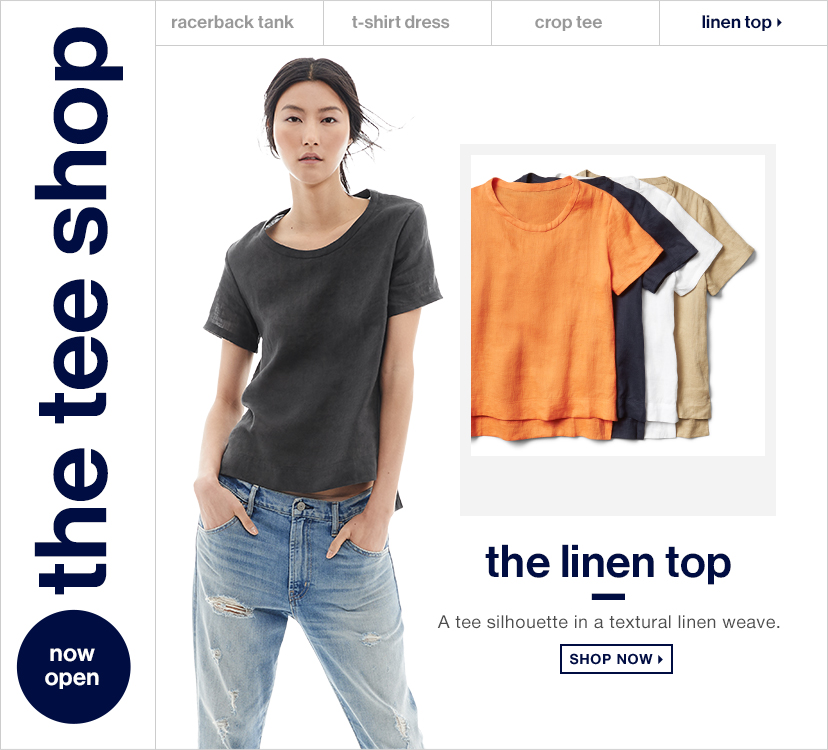 the tee shop
now
open
racerback tank
t-shirt dress
crop tee
linen top
the linen top
A tee silhouette in a textural linen weave.
SHOP NOW